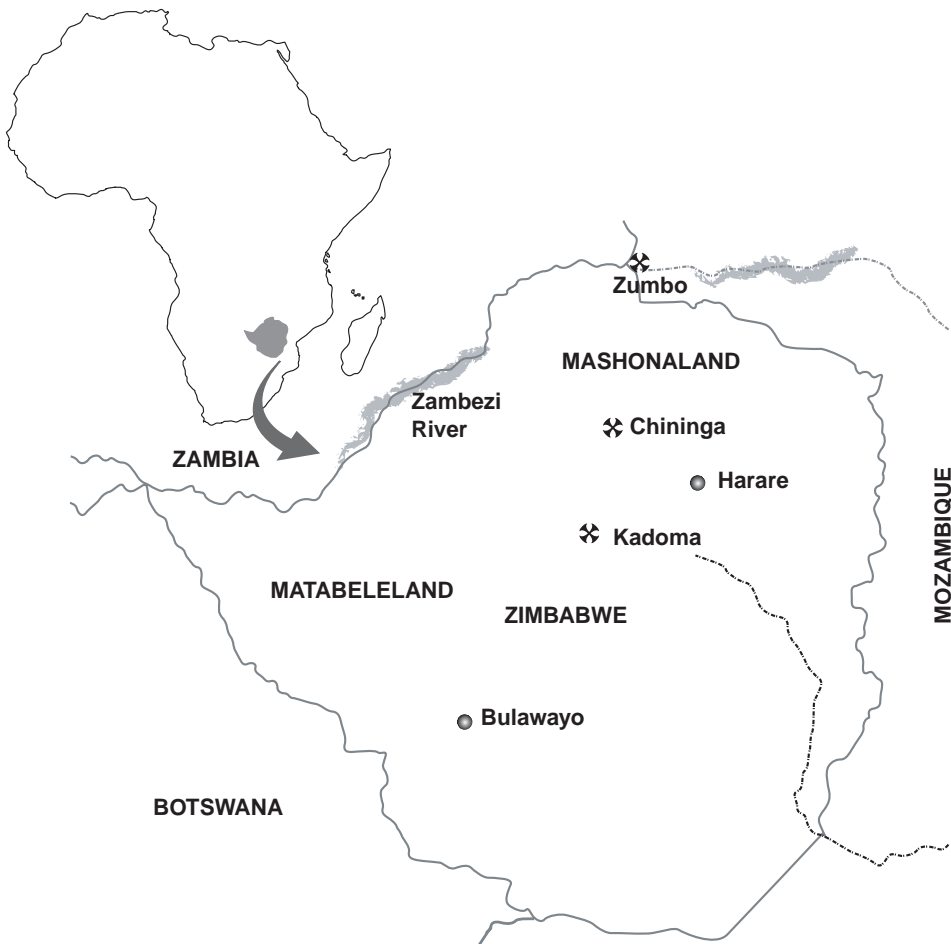 Zumbo
MASHONALAND
Zambezi
River
Chininga
ZAMBIA
Harare
MOZAMBIQUE
Kadoma
MATABELELAND
ZIMBABWE
Bulawayo
BOTSWANA